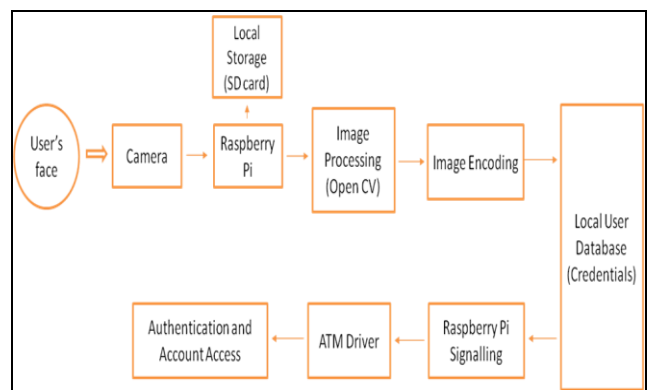 Local
Storage
(SD card)
User's
face
Camera
Raspberry
Pi
Image
Processing
(Open CV)
Image Encoding
Local User
Database
(Credentials)
Authentication and
Account Access
ATM Driver
Raspberry Pi
Signalling